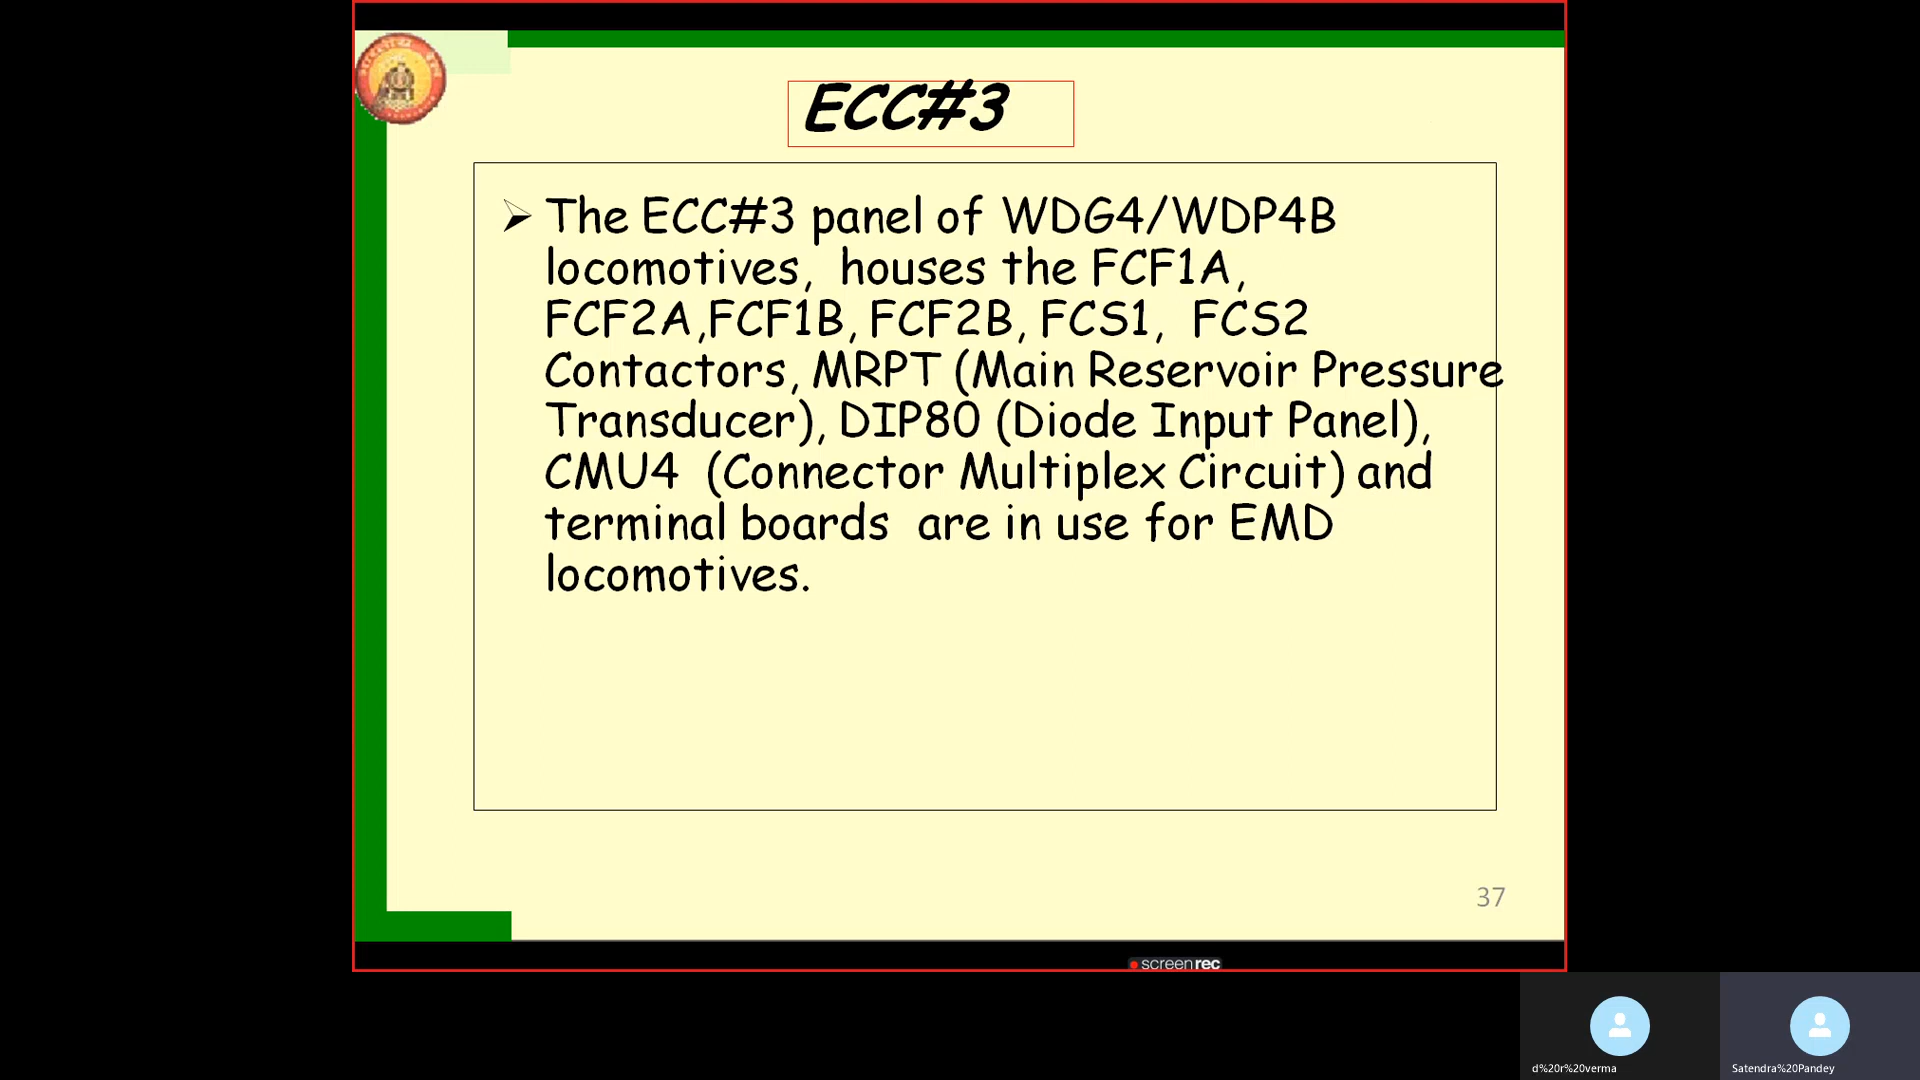 ECC#3
➢ The ECC#3 panel of WDG4/WDP4B
locomotives, houses the FCF1A,
FCF2A,FCF1B, FCF2B, FCS1, FCS2
Contactors, MRPT (Main Reservoir Pressure
Transducer), DIP80 (Diode Input Panel),
CMU4 (Connector Multiplex Circuit) and
terminal boards are in use for EMD
locomotives.
37
screenrec
d%20r%20verma
Satendra%20Pandey